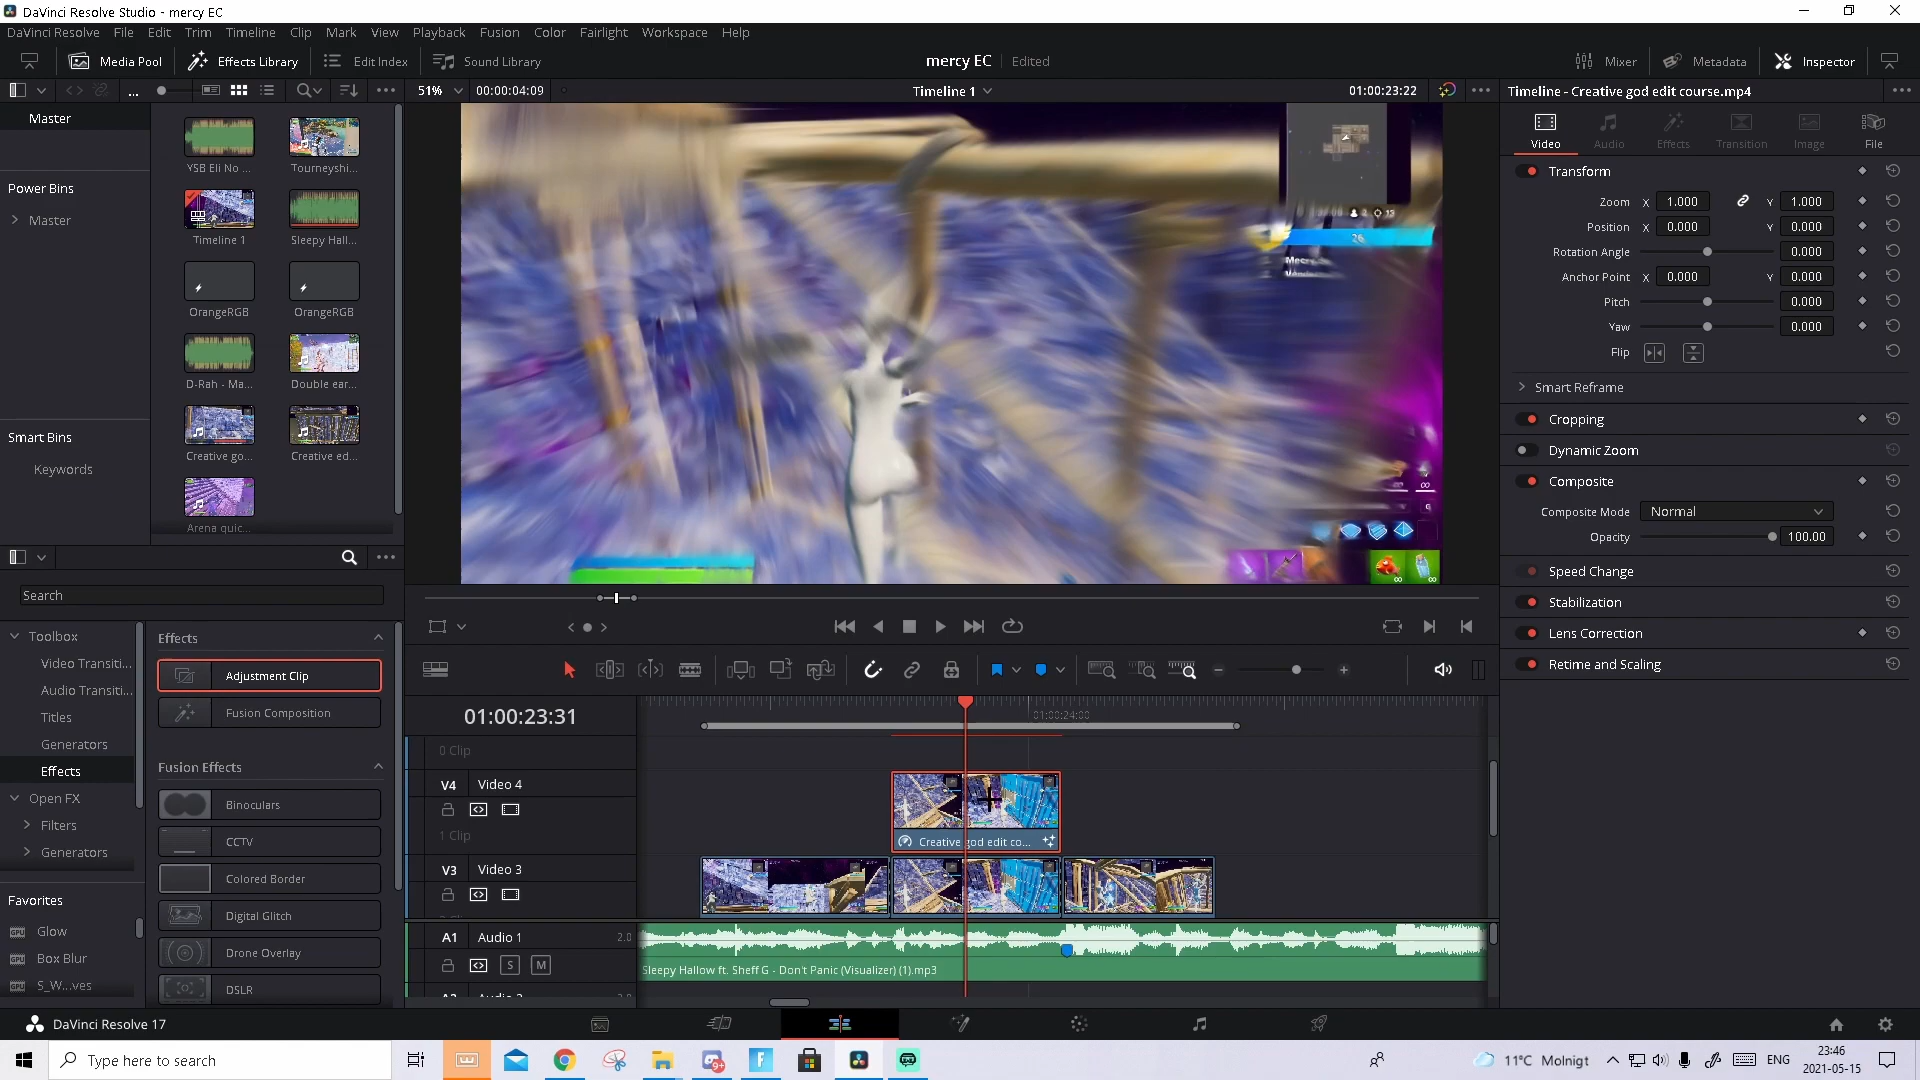 DaVinci Resolve Studio - mercy EC
DaVinci Resolve File Edit Trim Timeline Clip Mark View Playback Fusion Color Fairlight Workspace Help
Media Pool Effects Library Edit Index Sound Library mercy EC Edited Mixer Metadata Inspector
... 51% 00:00:04:09 Timeline 1 01:00:23:22 Timeline - Creative god edit course.mp4
Master
Power Bins
Master
Smart Bins
Keywords
YSB Eli No ... Tourneyshi...
Timeline 1 Sleepy Hall...
OrangeRGB OrangeRGB
D-Rah - Ma... Double ear...
Creative go... Creative ed...
Arena quic...
26
Video Audio Effects Transition Image File
Transform
Zoom X 1.000 Y 1.000
Position X 0.000 Y 0.000
Rotation Angle 0.000
Anchor Point X 0.000 Y 0.000
Pitch 0.000
Yaw 0.000
Flip
Smart Reframe
Cropping
Dynamic Zoom
Composite
Composite Mode Normal
Opacity 100.00
Speed Change
Stabilization
Lens Correction
Retime and Scaling
Search
Toolbox
Video Transiti...
Audio Transiti...
Titles
Generators
Effects
Open FX
Filters
Generators
Favorites
Glow
Box Blur
S_W...ves
Effects
Adjustment Clip
Fusion Composition
Fusion Effects
Binoculars
CCTV
Colored Border
Digital Glitch
Drone Overlay
DSLR
01:00:23:31 01:00:24:00
0 Clip
V4 Video 4
1 Clip
Creative god edit co...
V3 Video 3
A1 Audio 1 2.0
S M
Sleepy Hallow ft. Sheff G - Don't Panic (Visualizer) (1).mp3
DaVinci Resolve 17
Type here to search
11°C Molnigt ENG
23:46
2021-05-15